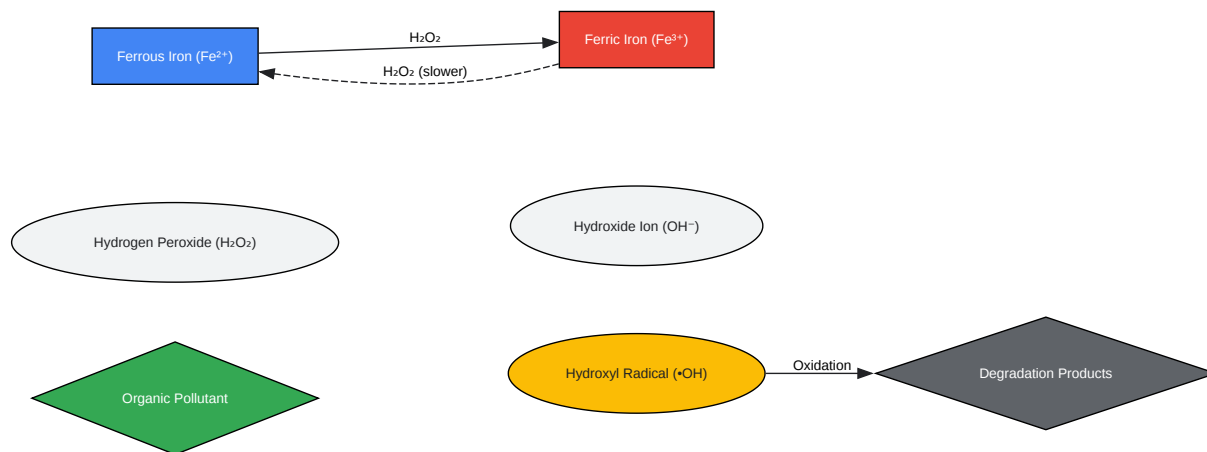 Ferrous Iron (Fe²⁺)
H₂O₂
Ferric Iron (Fe³⁺)
H₂O₂ (slower)
Hydrogen Peroxide (H₂O₂)
Hydroxide Ion (OH⁻)
Organic Pollutant
Hydroxyl Radical (•OH)
Oxidation
Degradation Products